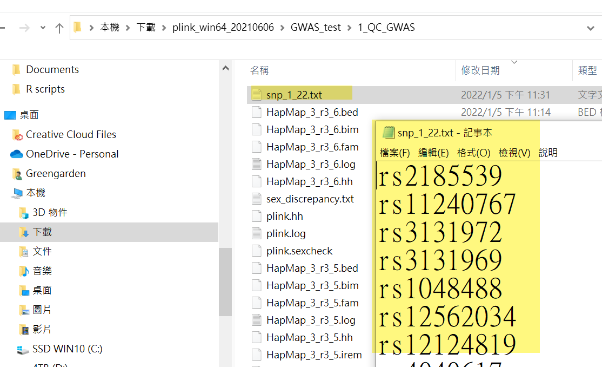 本機 › 下載 › plink_win64_20210606 › GWAS_test › 1_QC_GWAS
Documents
R scripts
桌面
Creative Cloud Files
OneDrive - Personal
Greengarden
本機
3D 物件
下載
文件
音樂
桌面
圖片
影片
SSD WIN10 (C:)
名稱 修改日期 類型
snp_1_22.txt 2022/1/5 下午 11:31 文字文
HapMap_3_r3_6.bed 2022/1/5 下午 11:14 BED
HapMap_3_r3_6.bim
HapMap_3_r3_6.fam
HapMap_3_r3_6.log
HapMap_3_r3_6.hh
sex_discrepancy.txt
plink.hh
plink.log
plink.sexcheck
HapMap_3_r3_5.bed
HapMap_3_r3_5.bim
HapMap_3_r3_5.fam
HapMap_3_r3_5.log
HapMap_3_r3_5.hh
HapMap_3_r3_5.irem
snp_1_22.txt - 記事本
檔案(F) 編輯(E) 格式(O) 檢視(V) 說明
rs2185539
rs11240767
rs3131972
rs3131969
rs1048488
rs12562034
rs12124819